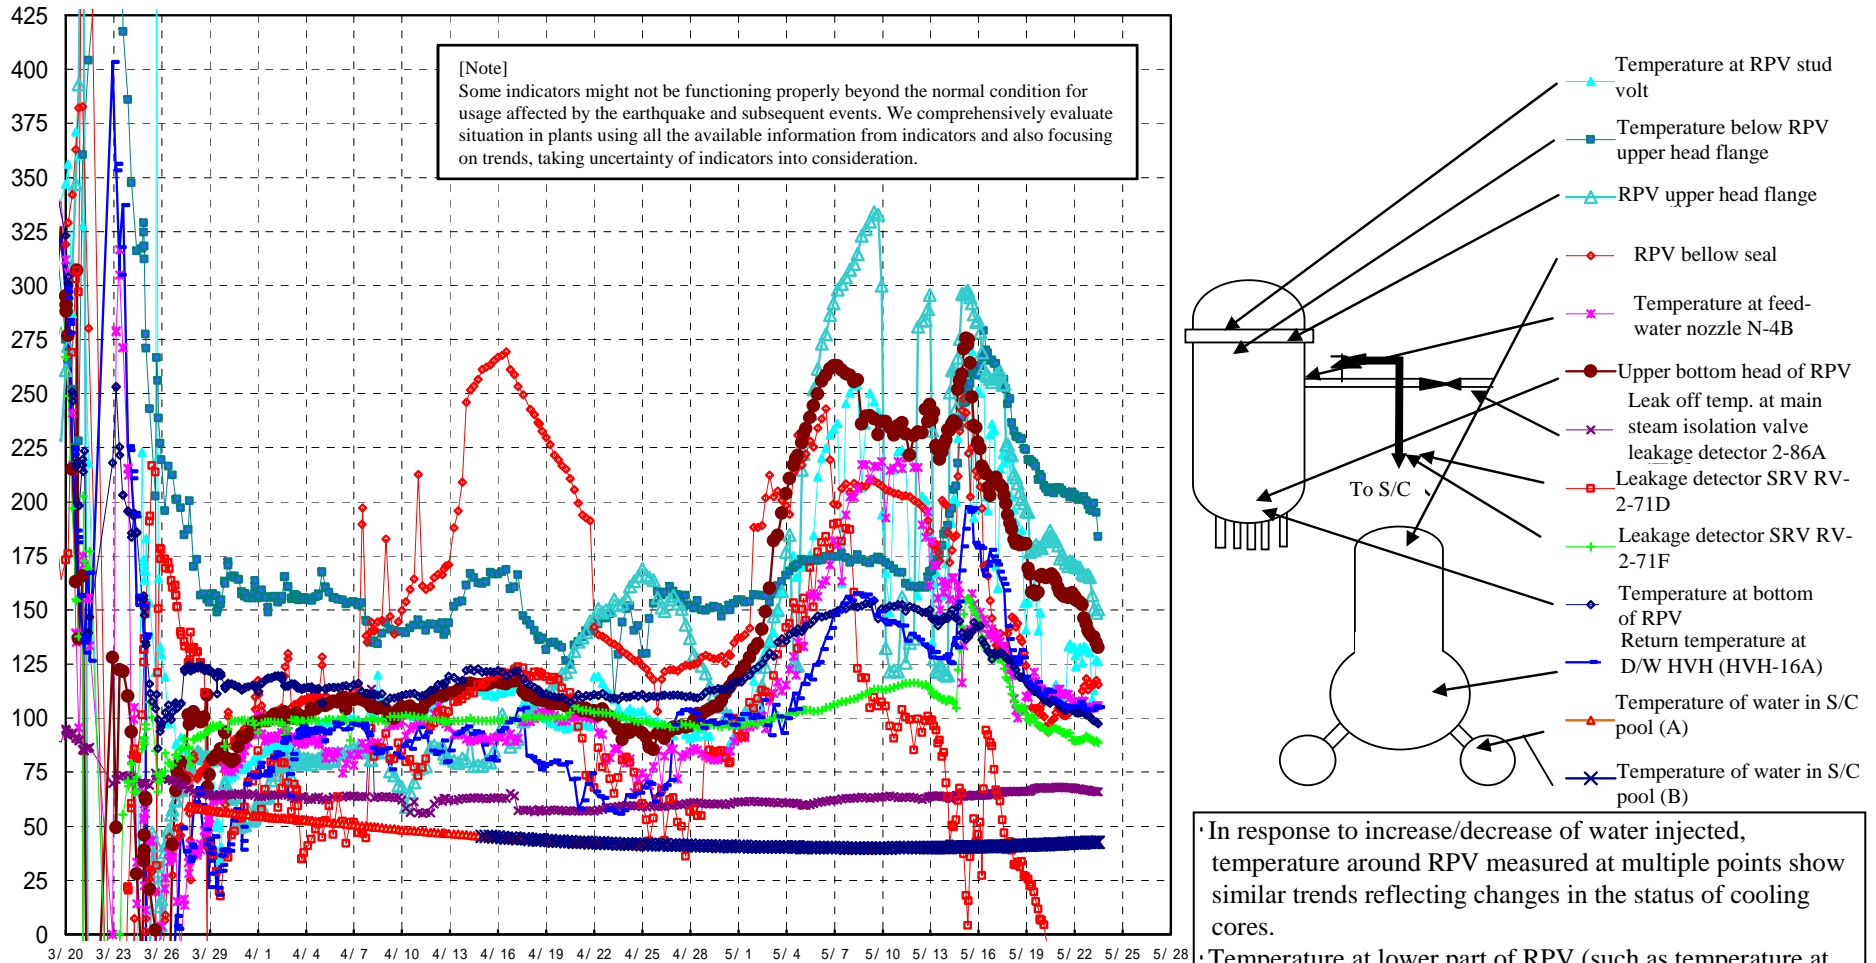 425
400
375
350
325
300
275
250
225
200
175
150
125
100
75
50
25
0
3/ 20 3/ 23 3/ 26 3/ 29 4/ 1 4/ 4 4/ 7 4/ 10 4/ 13 4/ 16 4/ 19 4/ 22 4/ 25 4/ 28 5/ 1 5/ 4 5/ 7 5/ 10 5/ 13 5/ 16 5/ 19 5/ 22 5/ 25 5/ 28
[Note]
Some indicators might not be functioning properly beyond the normal condition for
usage affected by the earthquake and subsequent events. We comprehensively evaluate
situation in plants using all the available information from indicators and also focusing
on trends, taking uncertainty of indicators into consideration.
Temperature at RPV stud
volt
Temperature below RPV
upper head flange
RPV upper head flange
RPV bellow seal
Temperature at feed-
water nozzle N-4B
Upper bottom head of RPV
Leak off temp. at main
steam isolation valve
leakage detector 2-86A
Leakage detector SRV RV-
2-71D
Leakage detector SRV RV-
2-71F
Temperature at bottom
of RPV
Return temperature at
D/W HVH (HVH-16A)
Temperature of water in S/C
pool (A)
Temperature of water in S/C
pool (B)
To S/C
・In response to increase/decrease of water injected,
temperature around RPV measured at multiple points show
similar trends reflecting changes in the status of cooling
cores.
・Temperature at lower part of RPV (such as temperature at